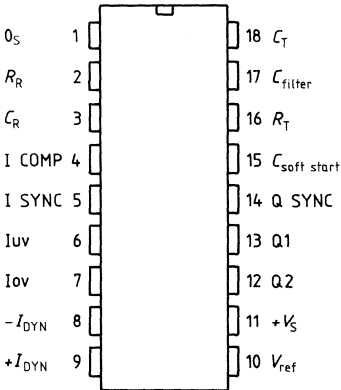 0S 1 18 CT
RR 2 17 Cfilter
CR 3 16 RT
I COMP 4 15 Csoft start
I SYNC 5 14 Q SYNC
Iuv 6 13 Q1
Iov 7 12 Q2
-IDYN 8 11 +VS
+IDYN 9 10 Vref